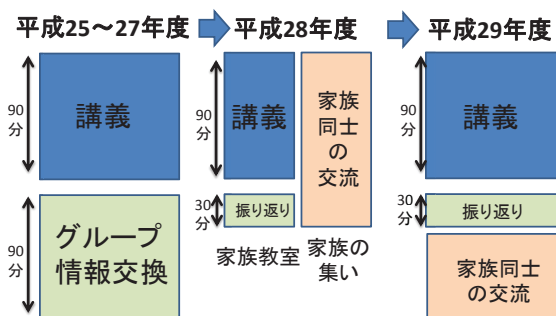 平成25～27年度
平成28年度
平成29年度
90
分
講義
90
分
グループ
情報交換
90
分
講義
30
分
振り返り
家族教室
家族
同士
の
交流
家族の
集い
90
分
講義
30
分
振り返り
家族同士
の交流